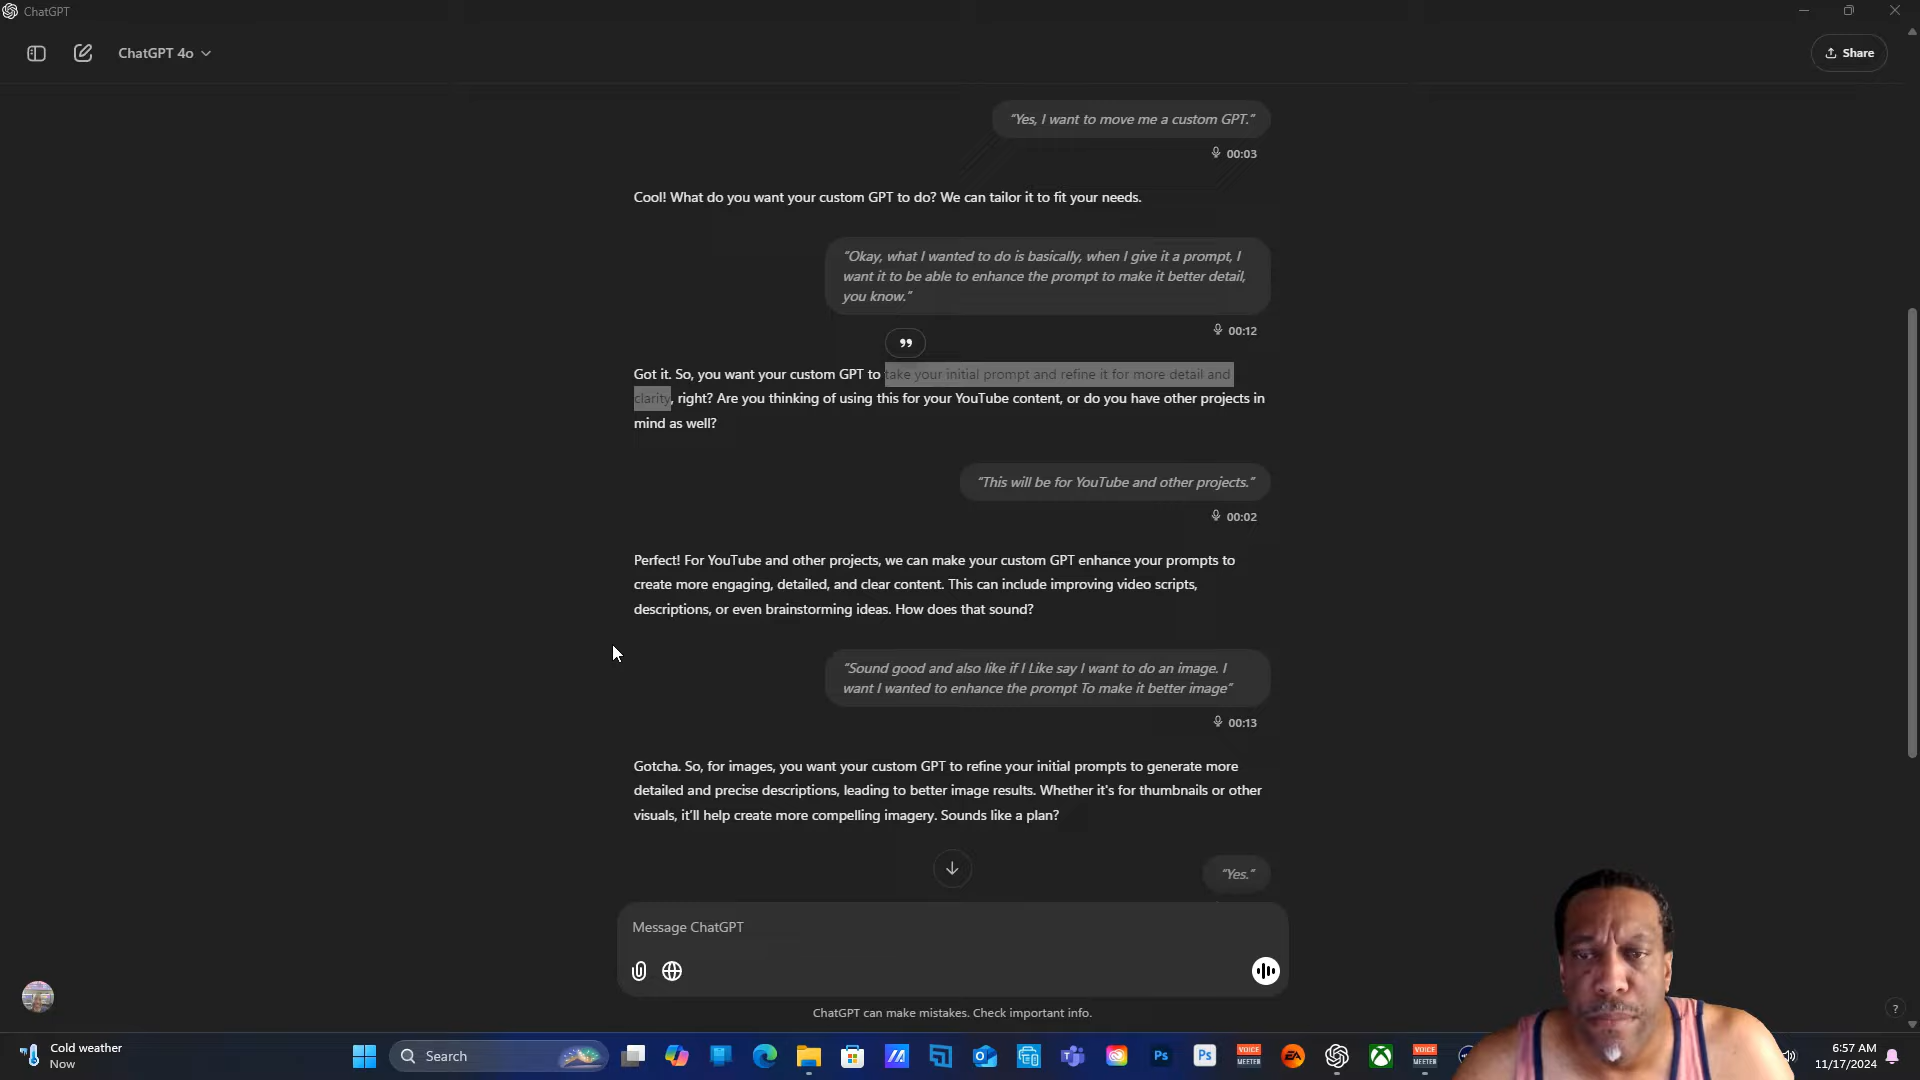 ChatGPT
ChatGPT 4o
Share
“Yes, I want to move me a custom GPT.”
00:03
Cool! What do you want your custom GPT to do? We can tailor it to fit your needs.
“Okay, what I wanted to do is basically, when I give it a prompt, I
want it to be able to enhance the prompt to make it better detail,
you know.”
00:12
Got it. So, you want your custom GPT to take your initial prompt and refine it for more detail and
clarity, right? Are you thinking of using this for your YouTube content, or do you have other projects in
mind as well?
“This will be for YouTube and other projects.”
00:02
Perfect! For YouTube and other projects, we can make your custom GPT enhance your prompts to
create more engaging, detailed, and clear content. This can include improving video scripts,
descriptions, or even brainstorming ideas. How does that sound?
“Sound good and also like if I Like say I want to do an image. I
want I wanted to enhance the prompt To make it better image”
00:13
Gotcha. So, for images, you want your custom GPT to refine your initial prompts to generate more
detailed and precise descriptions, leading to better image results. Whether it's for thumbnails or other
visuals, it'll help create more compelling imagery. Sounds like a plan?
“Yes.”
Message ChatGPT
ChatGPT can make mistakes. Check important info.
?
Cold weather
Now
Search
Ps
Ps
VOICE
MEETER
EA
VOICE
MEETER
6:57 AM
11/17/2024